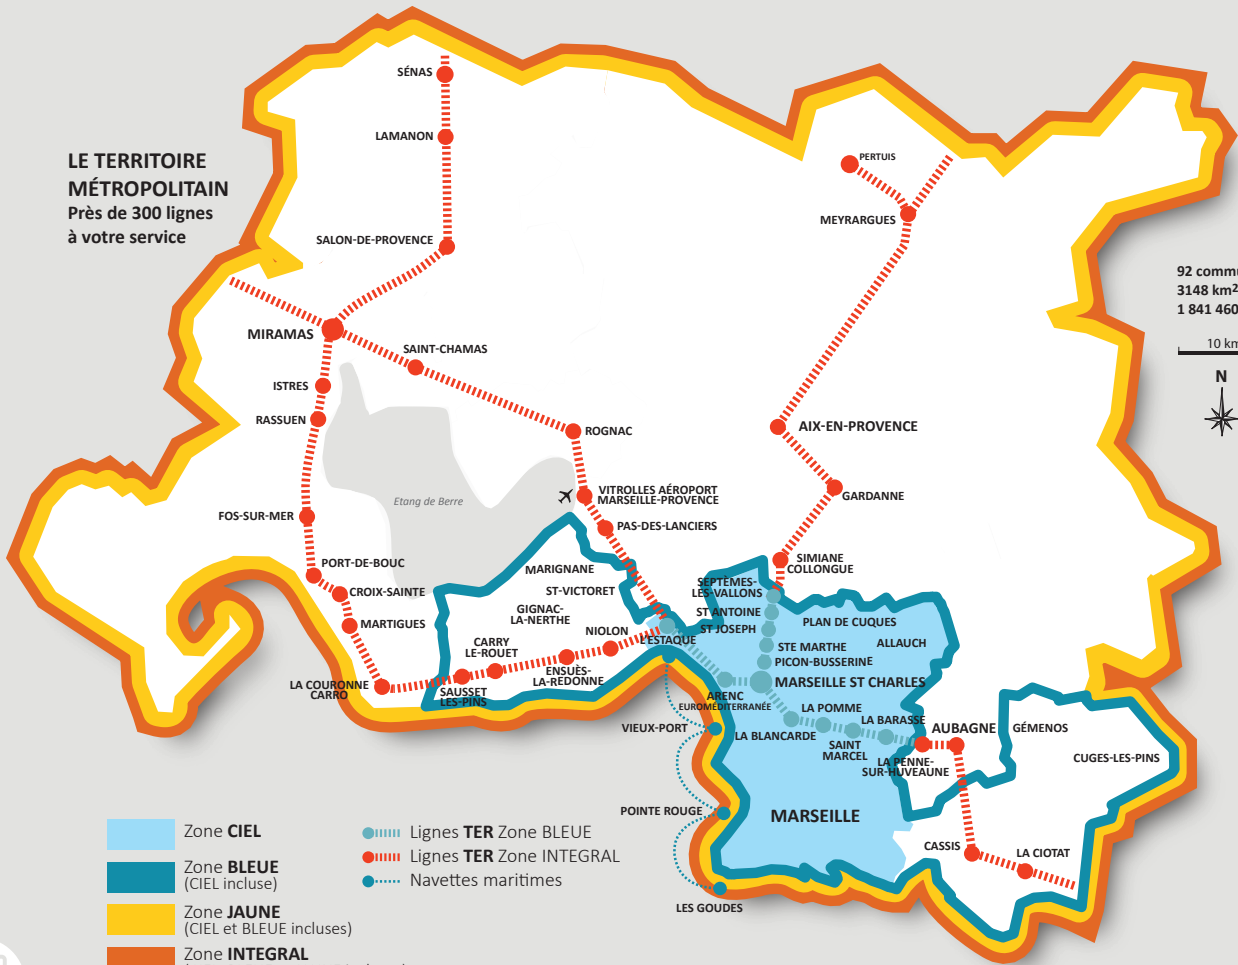 LE TERRITOIRE
MÉTROPOLITAIN
Près de 300 lignes
à votre service
SÉNAS
LAMANON
SALON-DE-PROVENCE
MIRAMAS
SAINT-CHAMAS
ISTRES
RASSUEN
ROGNAC
Etang de Berre
VITROLLES AÉROPORT
MARSEILLE-PROVENCE
PAS-DES-LANCIERS
FOS-SUR-MER
PORT-DE-BOUC
CROIX-SAINTE
MARTIGUES
LA COURONNE
CARRO
MARIGNANE
ST-VICTORET
GIGNAC-
LA-NERTHE
CARRY
LE-ROUET
NIOLON
ENSUÈS-
LA-REDONNE
SAUSSET
LES-PINS
L'ESTAQUE
PERTUIS
MEYRARGUES
92 commu
3148 km²
1 841 460
10 km
N
AIX-EN-PROVENCE
GARDANNE
SIMIANE
COLLONGUE
SEPTÈMES-
LES-VALLONS
ST ANTOINE
ST JOSEPH
PLAN DE CUQUES
ALLAUCH
STE MARTHE
PICON-BUSSERINE
MARSEILLE ST CHARLES
ARENC
EUROMÉDITERRANÉE
LA POMME
LA BARASSE
LA BLANCARDE
SAINT
MARCEL
LA PENNE-
SUR-HUVEAUNE
AUBAGNE
GÉMENOS
CUGES-LES-PINS
VIEUX-PORT
POINTE ROUGE
LES GOUDES
MARSEILLE
CASSIS
LA CIOTAT
Zone CIEL
Zone BLEUE
(CIEL incluse)
Zone JAUNE
(CIEL et BLEUE incluses)
Zone INTEGRAL
Lignes TER Zone BLEUE
Lignes TER Zone INTEGRAL
Navettes maritimes